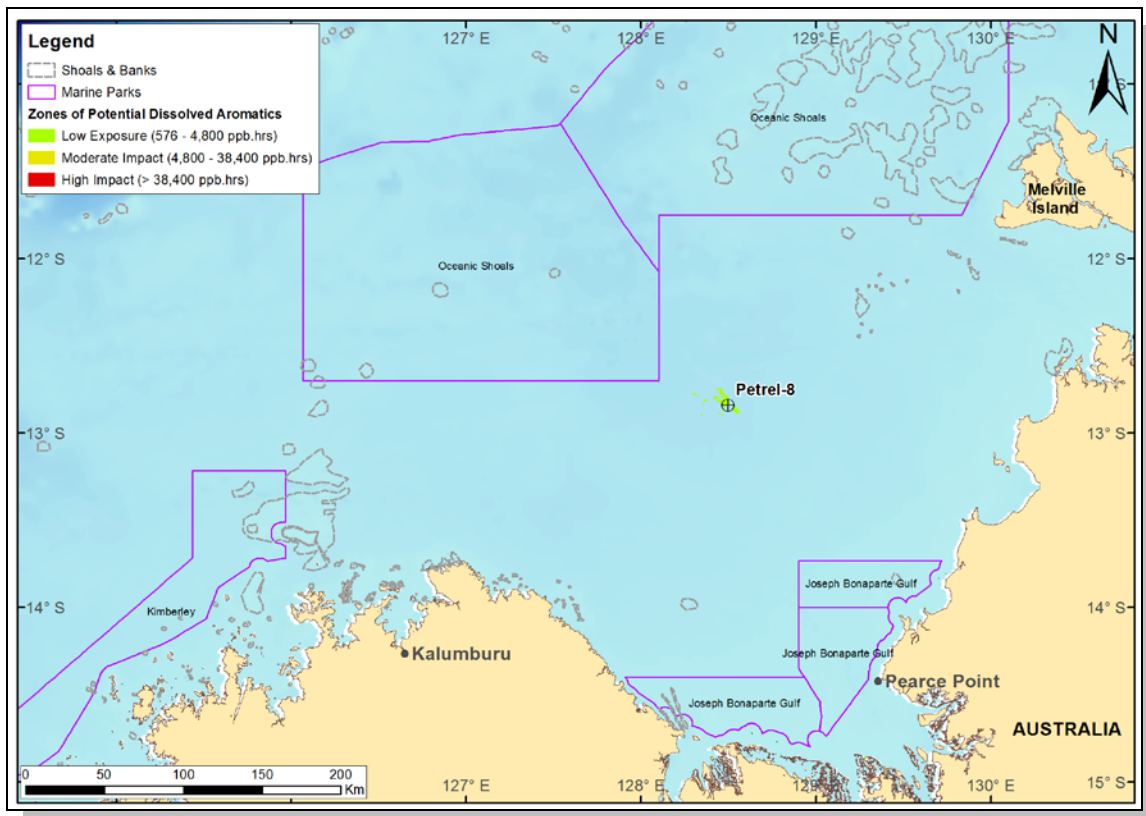 Legend
Shoals & Banks
Marine Parks
Zones of Potential Dissolved Aromatics
Low Exposure (576 - 4,800 ppb.hrs)
Moderate Impact (4,800 - 38,400 ppb.hrs)
High Impact (> 38,400 ppb.hrs)
127° E
128° E
129° E
130° E
N
Oceanic Shoals
Melville
Island
12° S
12° S
Oceanic Shoals
Petrel-8
13° S
13° S
Joseph Bonaparte Gulf
14° S
Kimberley
14° S
Kalumburu
Joseph Bonaparte Gulf
Pearce Point
Joseph Bonaparte Gulf
AUSTRALIA
0 50 100 150 200
Km
127° E
128° E
129° E
130° E
15° S